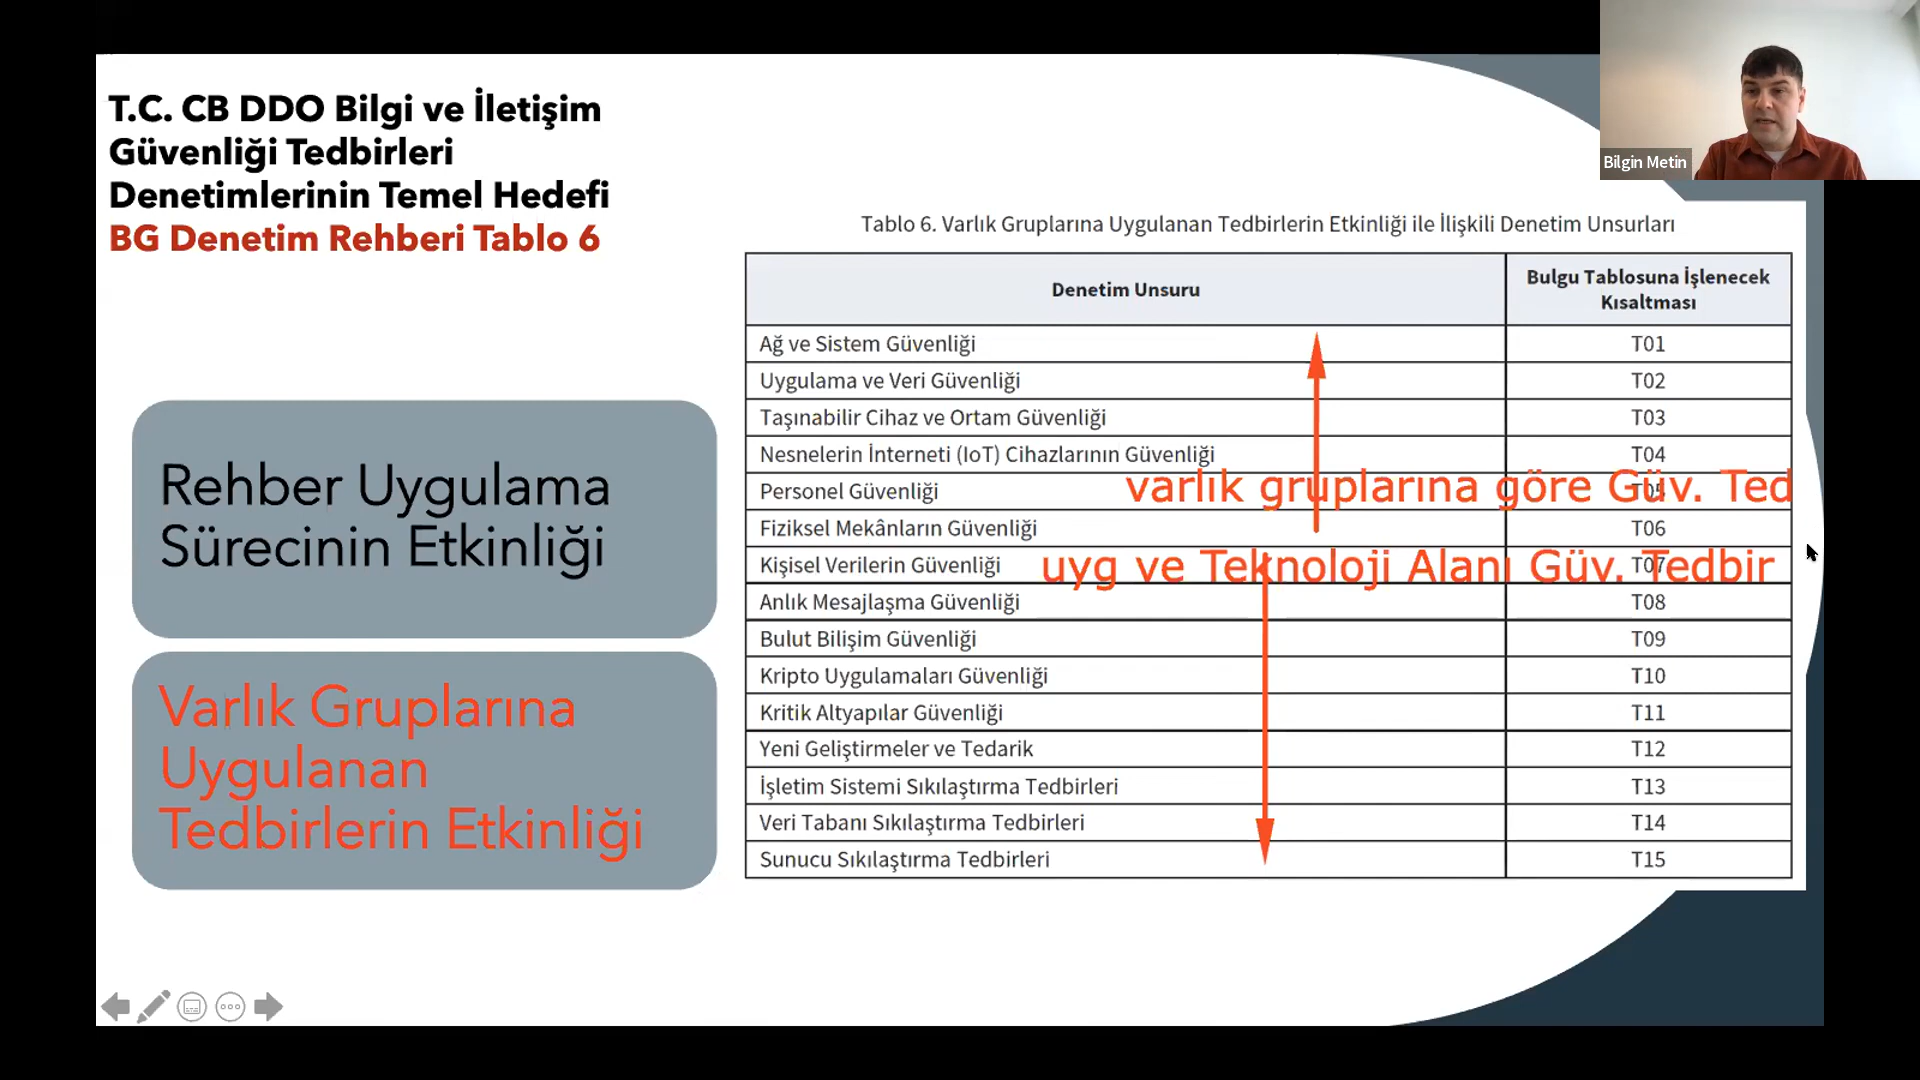 T.C. CB DDO Bilgi ve İletişim
Güvenliği Tedbirleri
Denetimlerinin Temel Hedefi
BG Denetim Rehberi Tablo 6
Bilgin Metin
Rehber Uygulama
Sürecinin Etkinliği
Varlık Gruplarına
Uygulanan
Tedbirlerin Etkinliği
Tablo 6. Varlık Gruplarına Uygulanan Tedbirlerin Etkinliği ile İlişkili Denetim Unsurları
Denetim Unsuru
Bulgu Tablosuna İşlenecek
Kısaltması
Ağ ve Sistem Güvenliği T01
Uygulama ve Veri Güvenliği T02
Taşınabilir Cihaz ve Ortam Güvenliği T03
Nesnelerin İnterneti (IoT) Cihazlarının Güvenliği T04
Personel Güvenliği T05
varlık gruplarına göre Güv. Ted
Fiziksel Mekânların Güvenliği T06
Kişisel Verilerin Güvenliği T07
uyg ve Teknoloji Alanı Güv. Tedbir
Anlık Mesajlaşma Güvenliği T08
Bulut Bilişim Güvenliği T09
Kripto Uygulamaları Güvenliği T10
Kritik Altyapılar Güvenliği T11
Yeni Geliştirmeler ve Tedarik T12
İşletim Sistemi Sıkılaştırma Tedbirleri T13
Veri Tabanı Sıkılaştırma Tedbirleri T14
Sunucu Sıkılaştırma Tedbirleri T15